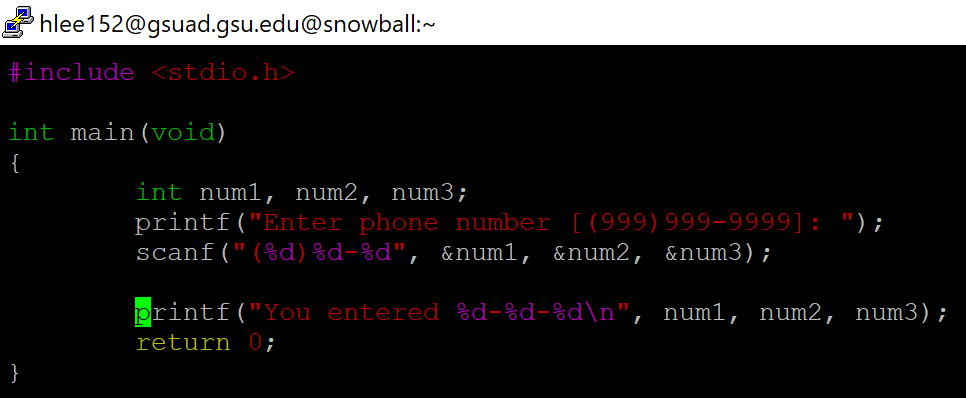 hlee152@gsuad.gsu.edu@snowball:~
#include <stdio.h>

int main(void)
{
        int num1, num2, num3;
        printf("Enter phone number [(999)999-9999]: ");
        scanf("(%d)%d-%d", &num1, &num2, &num3);

        printf("You entered %d-%d-%d\n", num1, num2, num3);
        return 0;
}